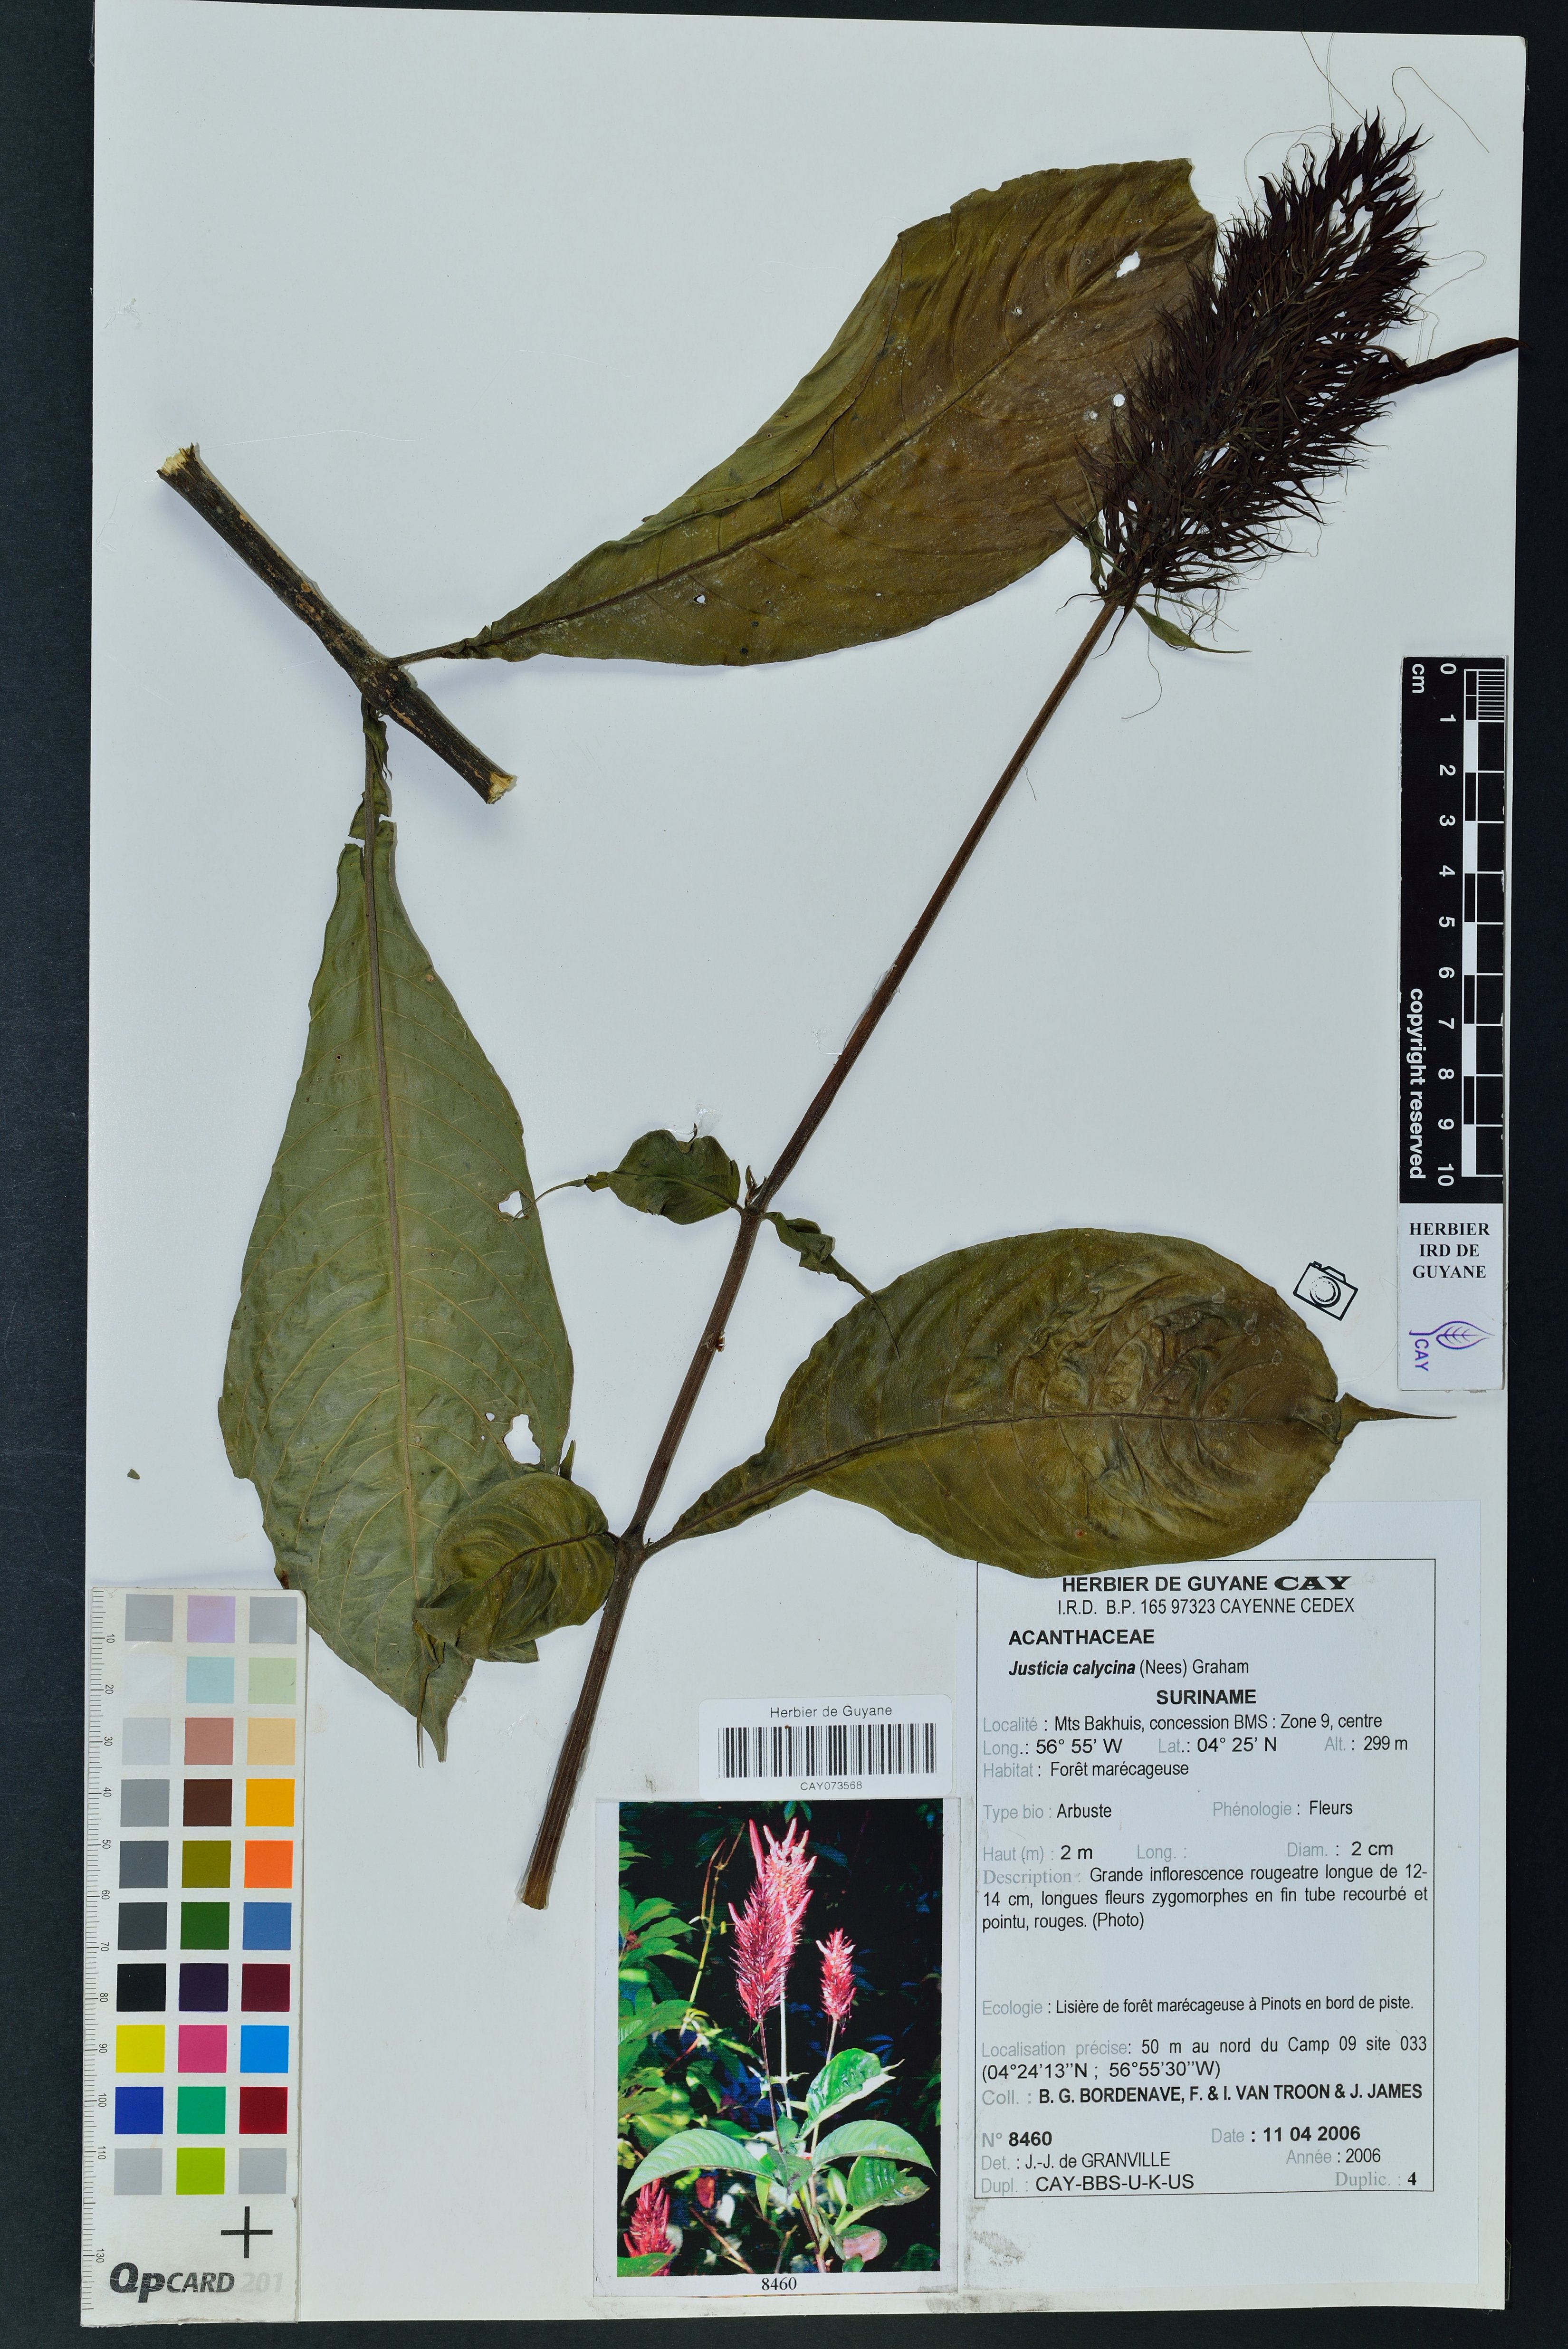 0 1 2 3 4 5 6 7 8 9 10
cm
copyright reserved
HERBIER
IRD DE
GUYANE
CAY
HERBIER DE GUYANE CAY
I.R.D. B.P. 165 97323 CAYENNE CEDEX
ACANTHACEAE
Justicia calycina (Nees) Graham
SURINAME
Localité : Mts Bakhuis, concession BMS : Zone 9, centre
Long.: 56° 55' W Lat.: 04° 25' N Alt. : 299 m
Habitat : Forêt marécageuse
Type bio : Arbuste Phénologie : Fleurs
Haut (m) : 2 m Long. : Diam. : 2 cm
Description : Grande inflorescence rougeatre longue de 12-
14 cm, longues fleurs zygomorphes en fin tube recourbé et
pointu, rouges. (Photo)
Ecologie : Lisière de forêt marécageuse à Pinots en bord de piste.
Localisation précise: 50 m au nord du Camp 09 site 033
(04°24'13''N ; 56°55'30''W)
Coll. : B. G. BORDENAVE, F. & I. VAN TROON & J. JAMES
N° 8460 Date : 11 04 2006
Det. : J.-J. de GRANVILLE Année : 2006
Dupl. : CAY-BBS-U-K-US Duplic. : 4
Herbier de Guyane
CAY073568
8460
10 20 30 40 50 60 70 80 90 100 110 130
QpCARD 201